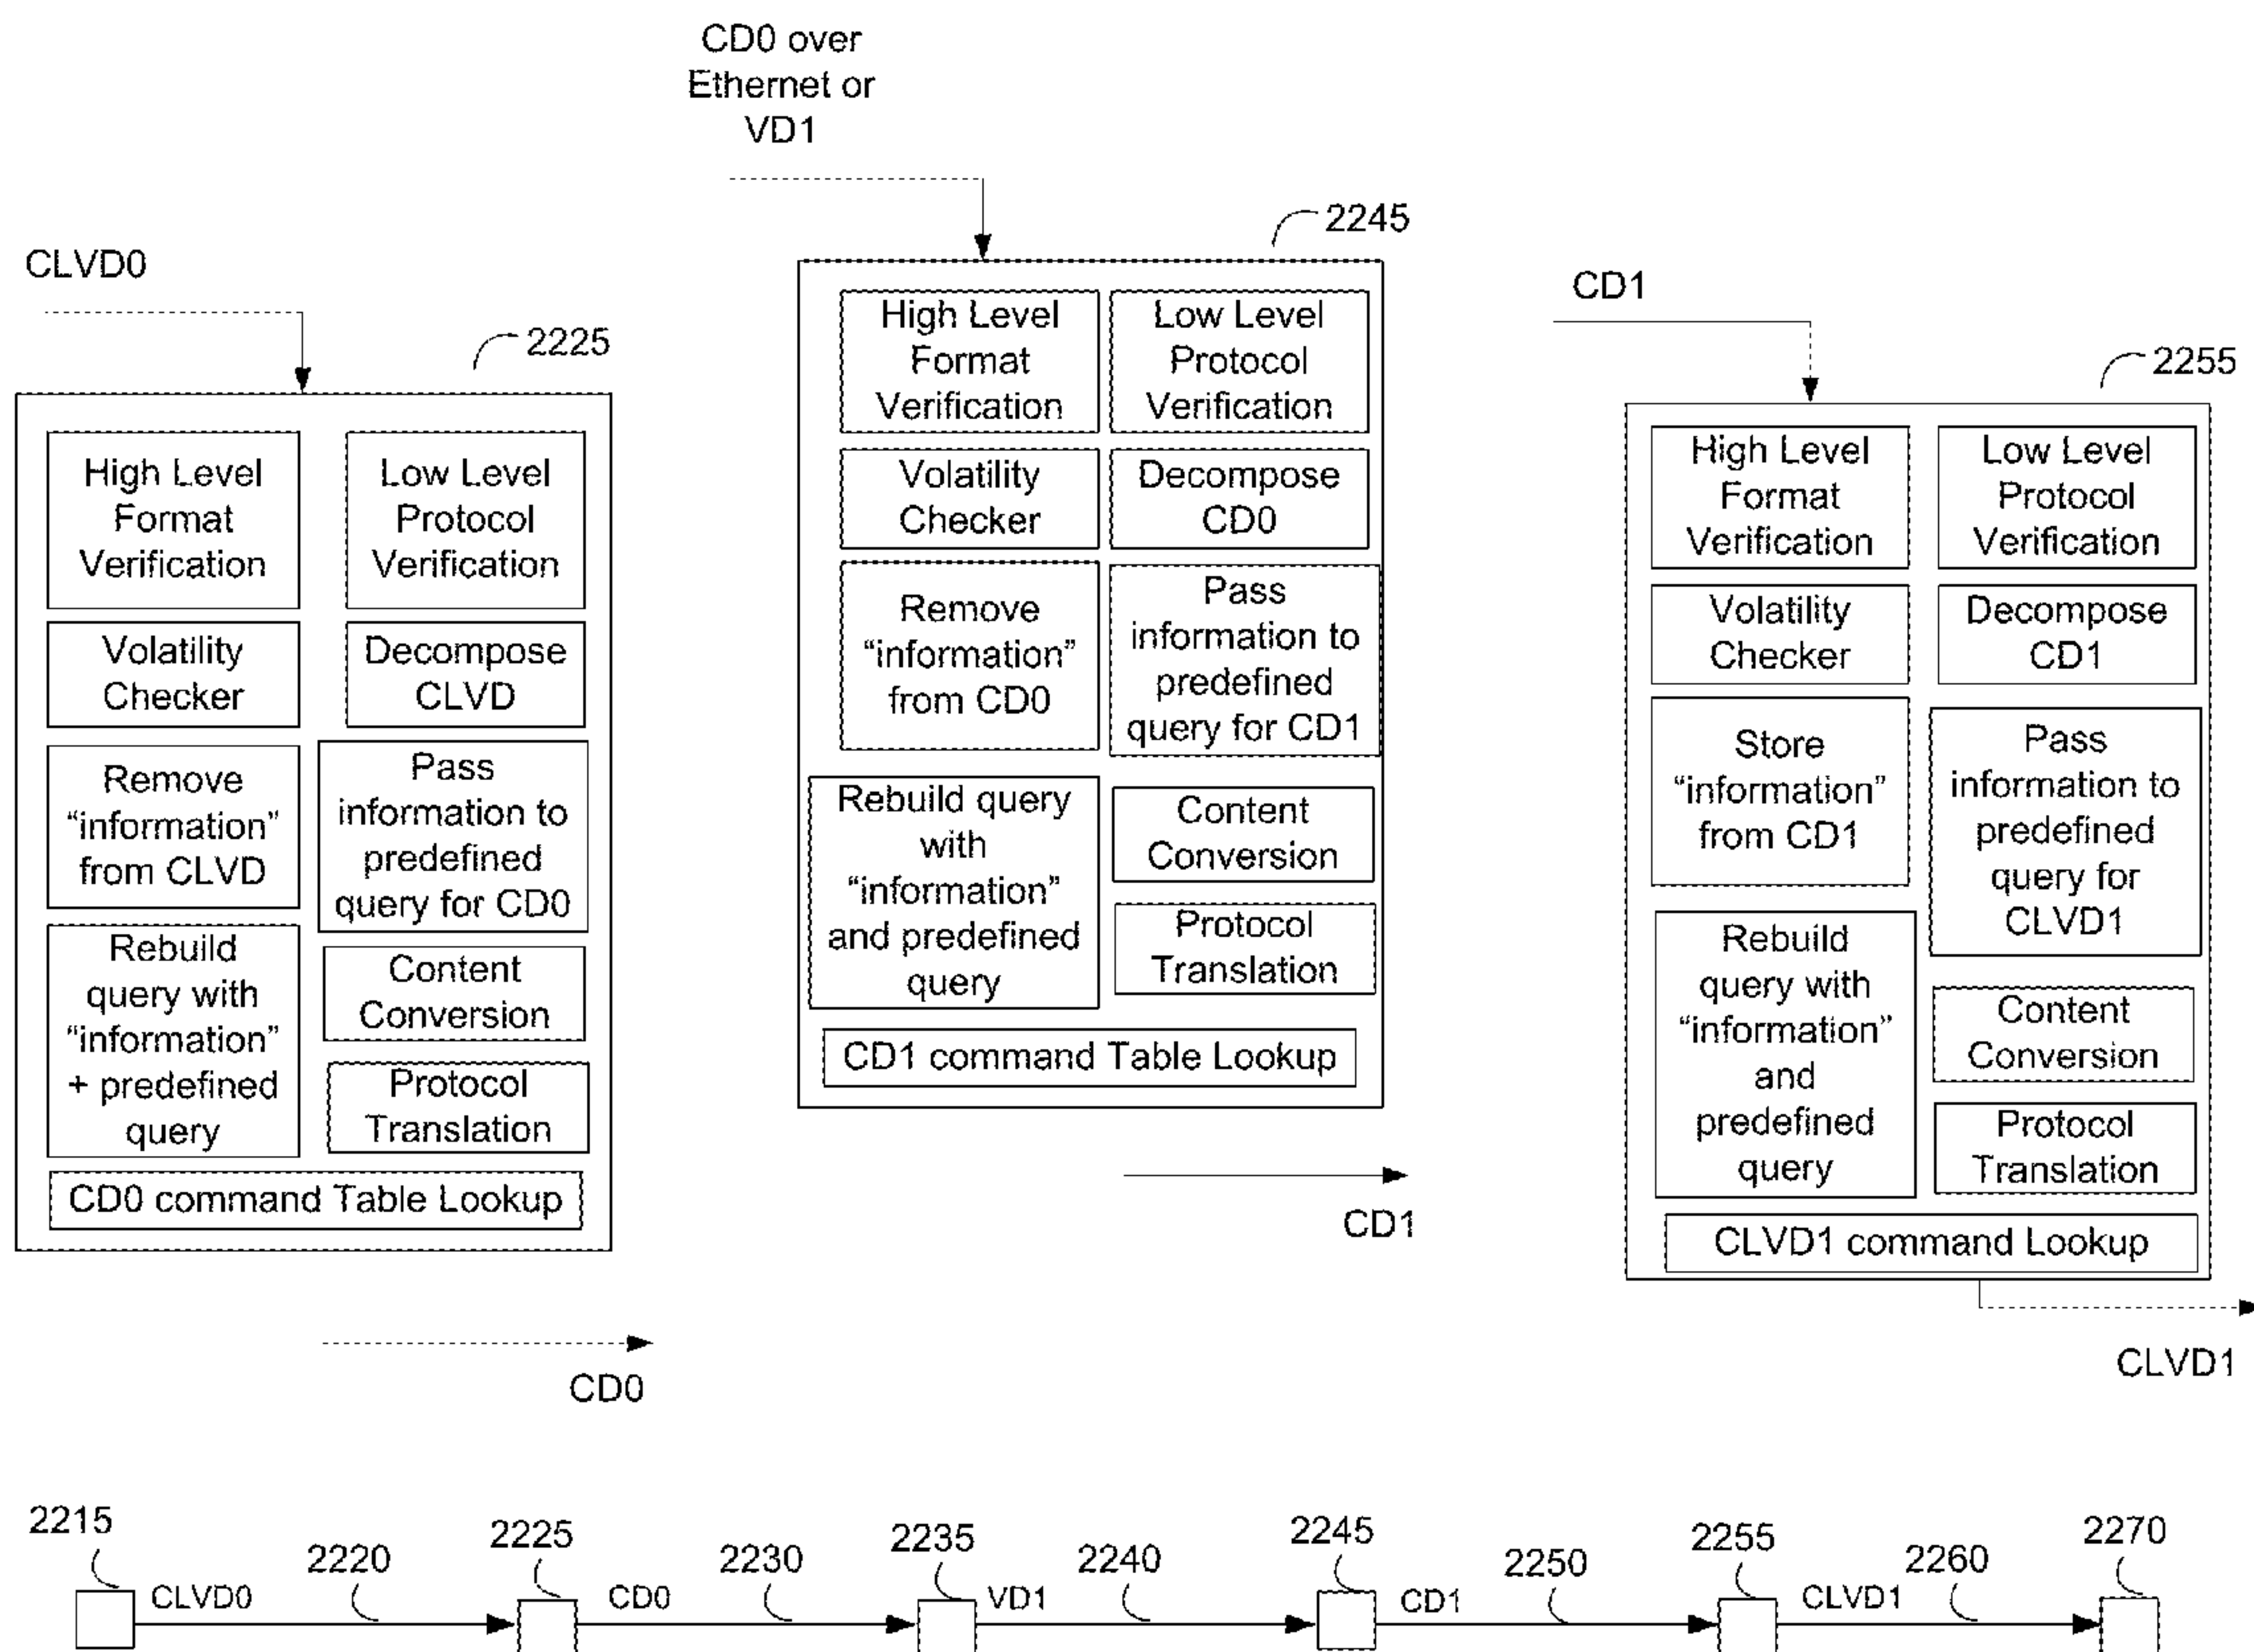 CD0 over
Ethernet or
VD1
CLVD0
2225
High Level
Format
Verification
Low Level
Protocol
Verification
Volatility
Checker
Decompose
CLVD
Remove
“information”
from CLVD
Pass
information to
predefined
query for CD0
Rebuild
query with
“information”
+ predefined
query
Content
Conversion
Protocol
Translation
CD0 command Table Lookup
CD0
2245
High Level
Format
Verification
Low Level
Protocol
Verification
Volatility
Checker
Decompose
CD0
Remove
“information”
from CD0
Pass
information to
predefined
query for CD1
Rebuild query
with
“information”
and predefined
query
Content
Conversion
Protocol
Translation
CD1 command Table Lookup
CD1
CD1
2255
High Level
Format
Verification
Low Level
Protocol
Verification
Volatility
Checker
Decompose
CD1
Store
“information”
from CD1
Pass
information to
predefined
query for
CLVD1
Rebuild
query with
“information”
and
predefined
query
Content
Conversion
Protocol
Translation
CLVD1 command Lookup
CLVD1
2215
CLVD0
2220
2225
CD0
2230
2235
VD1
2240
2245
CD1
2250
2255
CLVD1
2260
2270